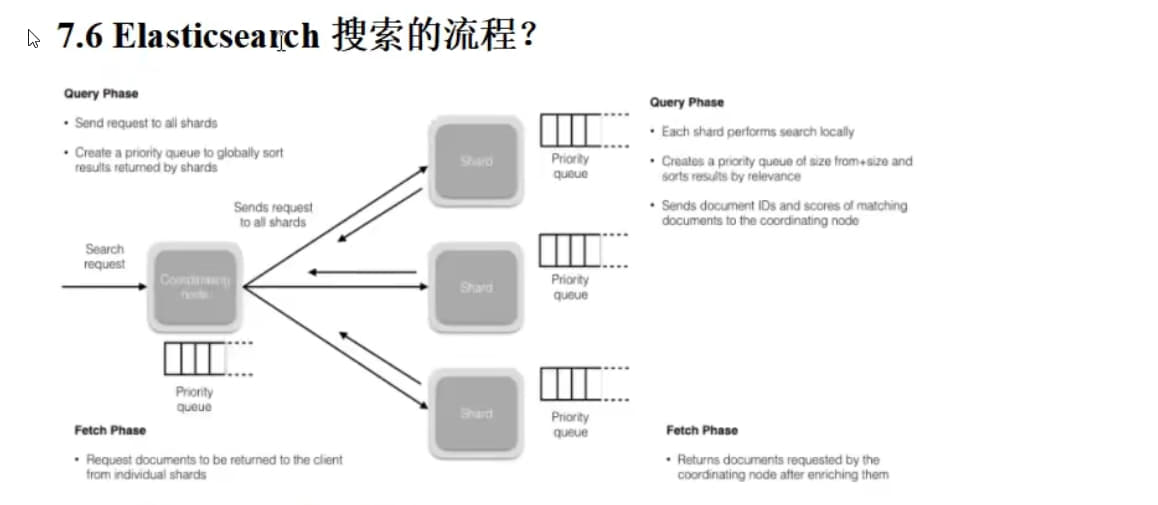 7.6 Elasticsearch 搜索的流程?
Query Phase
• Send request to all shards
• Create a priority queue to globally sort
results returned by shards
Sends request
to all shards
Search
request
Coordinating
node
Priority
queue
Fetch Phase
• Request documents to be returned to the client
from individual shards
Shard
Priority
queue
Shard
Priority
queue
Shard
Priority
queue
Query Phase
• Each shard performs search locally
• Creates a priority queue of size from+size and
sorts results by relevance
• Sends document IDs and scores of matching
documents to the coordinating node
Fetch Phase
• Returns documents requested by the
coordinating node after enriching them